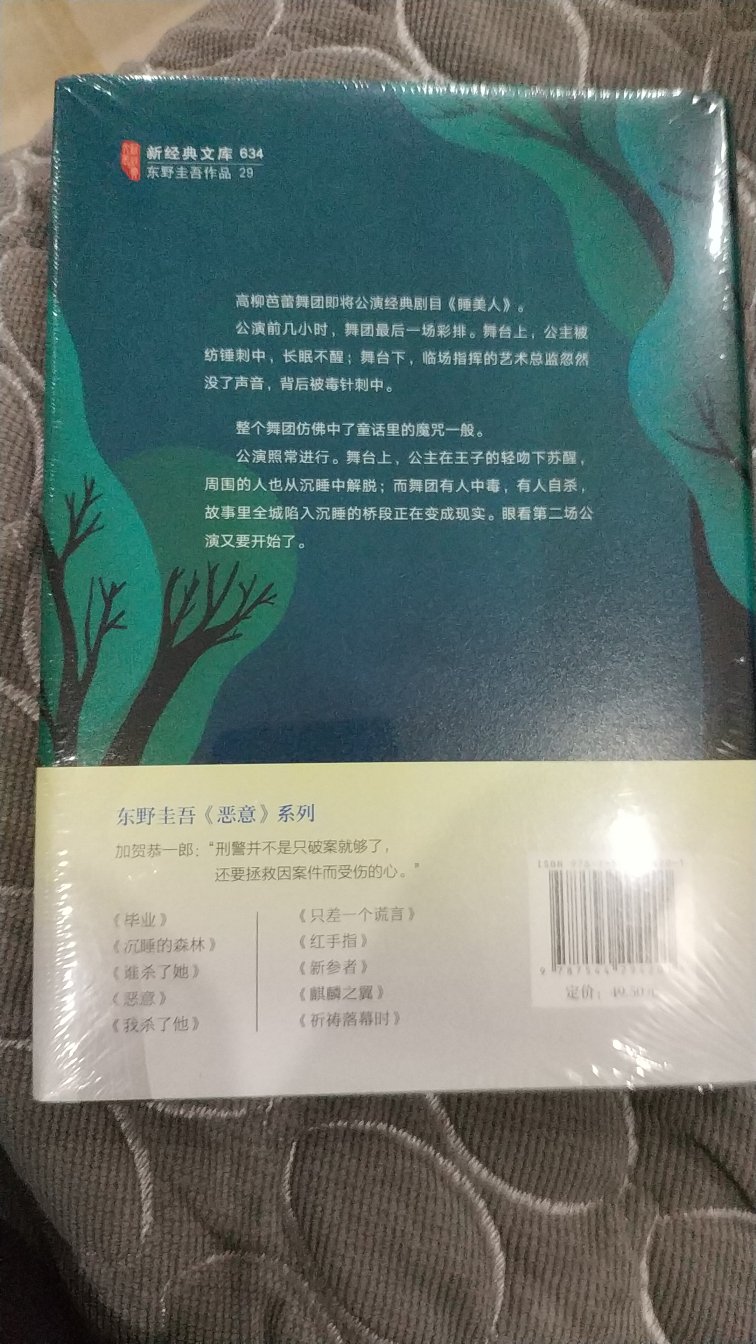 新经典文库 634
东野圭吾作品 29
高柳芭蕾舞团即将公演经典剧目《睡美人》。
公演前几小时，舞团最后一场彩排。舞台上，公主被
纺锤刺中，长眠不醒；舞台下，临场指挥的艺术总监忽然
没了声音，背后被毒针刺中。
整个舞团仿佛中了童话里的魔咒一般。
公演照常进行。舞台上，公主在王子的轻吻下苏醒，
周围的人也从沉睡中解脱；而舞团有人中毒，有人自杀，
故事里全城陷入沉睡的桥段正在变成现实。眼看第二场公
演又要开始了。
东野圭吾《恶意》系列
加贺恭一郎：“刑警并不是只破案就够了，
还要拯救因案件而受伤的心。”
《毕业》
《沉睡的森林》
《谁杀了她》
《恶意》
《我杀了他》
《只差一个谎言》
《红手指》
《新参者》
《麒麟之翼》
《祈祷落幕时》
ISBN
9 787544
定价：49.50元